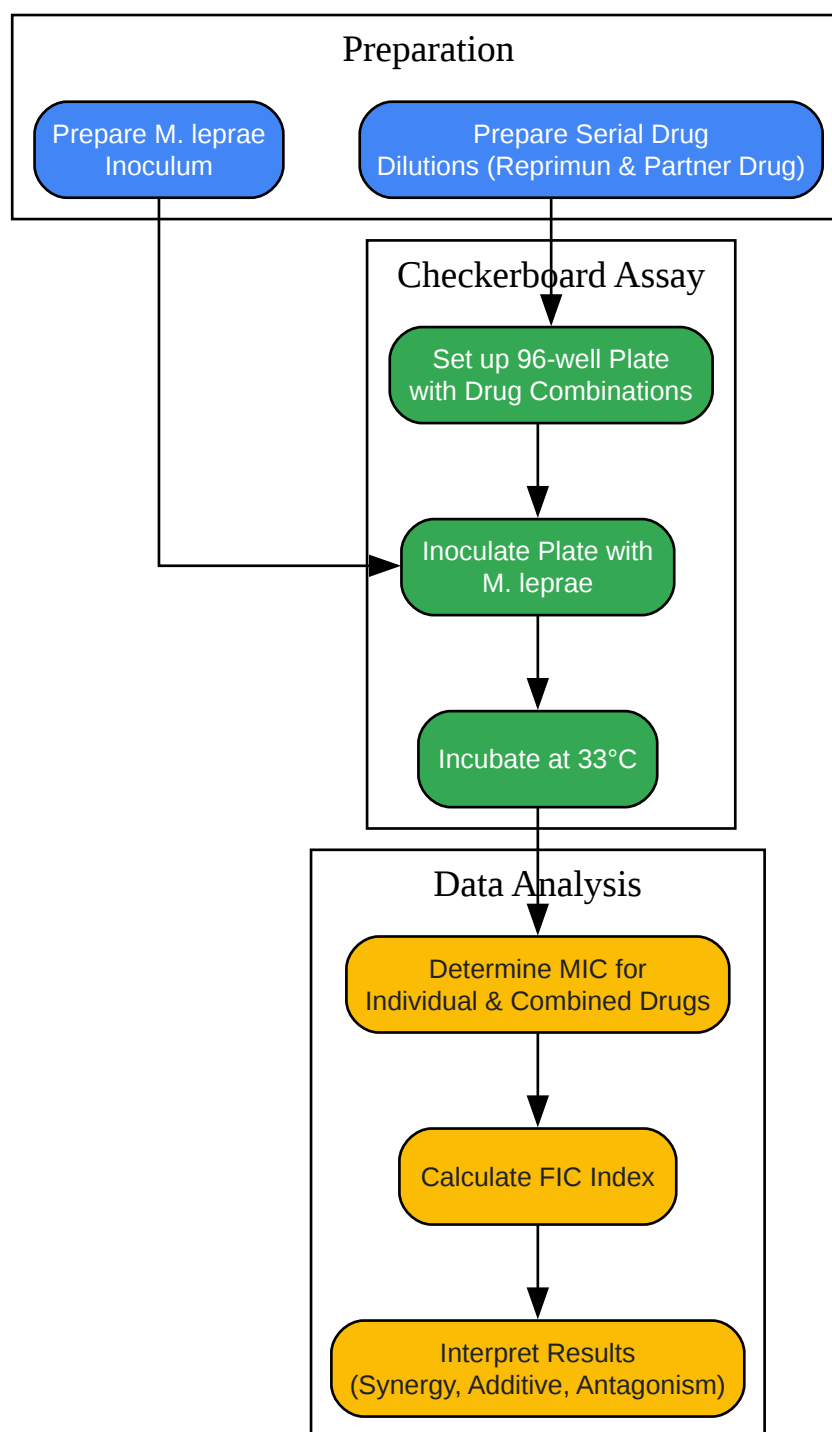 Preparation
Prepare M. leprae
Inoculum
Prepare Serial Drug
Dilutions (Reprimun & Partner Drug)
Checkerboard Assay
Set up 96-well Plate
with Drug Combinations
Inoculate Plate with
M. leprae
Incubate at 33°C
Data Analysis
Determine MIC for
Individual & Combined Drugs
Calculate FIC Index
Interpret Results
(Synergy, Additive, Antagonism)